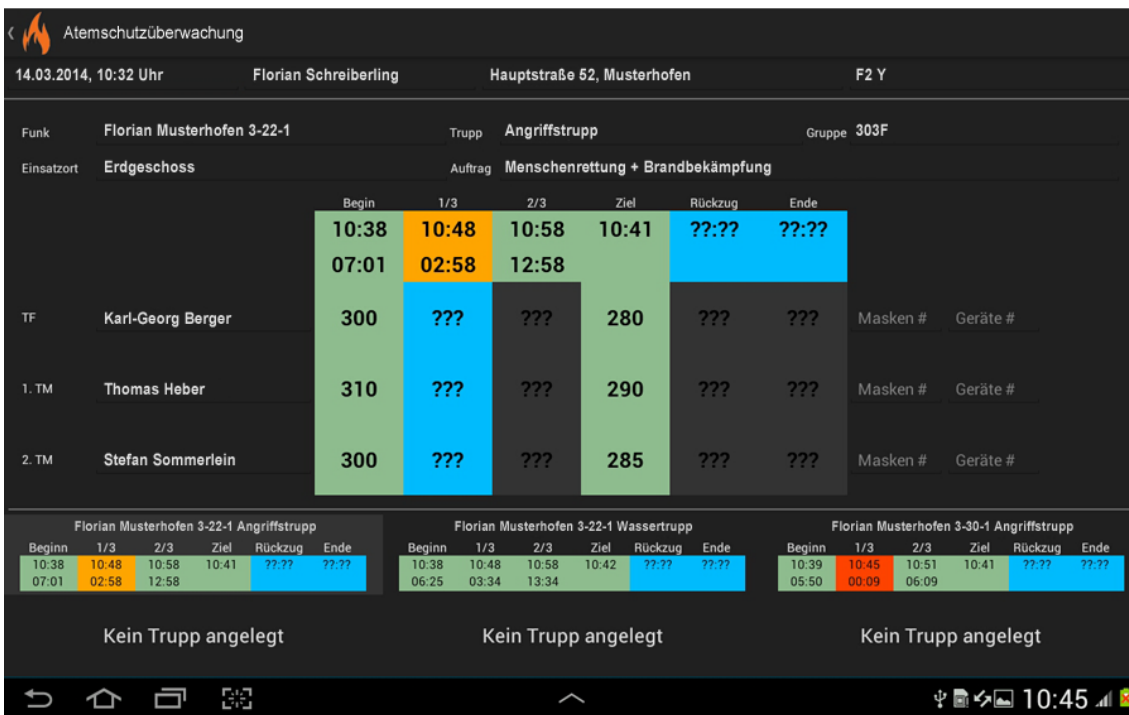 Atemschutzüberwachung
14.03.2014, 10:32 Uhr Florian Schreiberling Hauptstraße 52, Musterhofen F2 Y
Funk Florian Musterhofen 3-22-1 Trupp Angriffstrupp Gruppe 303F
Einsatzort Erdgeschoss Auftrag Menschenrettung + Brandbekämpfung
Begin 1/3 2/3 Ziel Rückzug Ende
10:38 10:48 10:58 10:41 ??:?? ??:??
07:01 02:58 12:58
TF Karl-Georg Berger 300 ??? ??? 280 ??? ??? Masken # Geräte #
1. TM Thomas Heber 310 ??? ??? 290 ??? ??? Masken # Geräte #
2. TM Stefan Sommerlein 300 ??? ??? 285 ??? ??? Masken # Geräte #
Florian Musterhofen 3-22-1 Angriffstrupp
Beginn 1/3 2/3 Ziel Rückzug Ende
10:38 10:48 10:58 10:41 ??:?? ??:??
07:01 02:58 12:58
Florian Musterhofen 3-22-1 Wassertrupp
Beginn 1/3 2/3 Ziel Rückzug Ende
10:38 10:48 10:58 10:42 ??:?? ??:??
06:25 03:34 13:34
Florian Musterhofen 3-30-1 Angriffstrupp
Beginn 1/3 2/3 Ziel Rückzug Ende
10:39 10:45 10:51 10:41 ??:?? ??:??
05:50 00:09 06:09
Kein Trupp angelegt Kein Trupp angelegt Kein Trupp angelegt
10:45